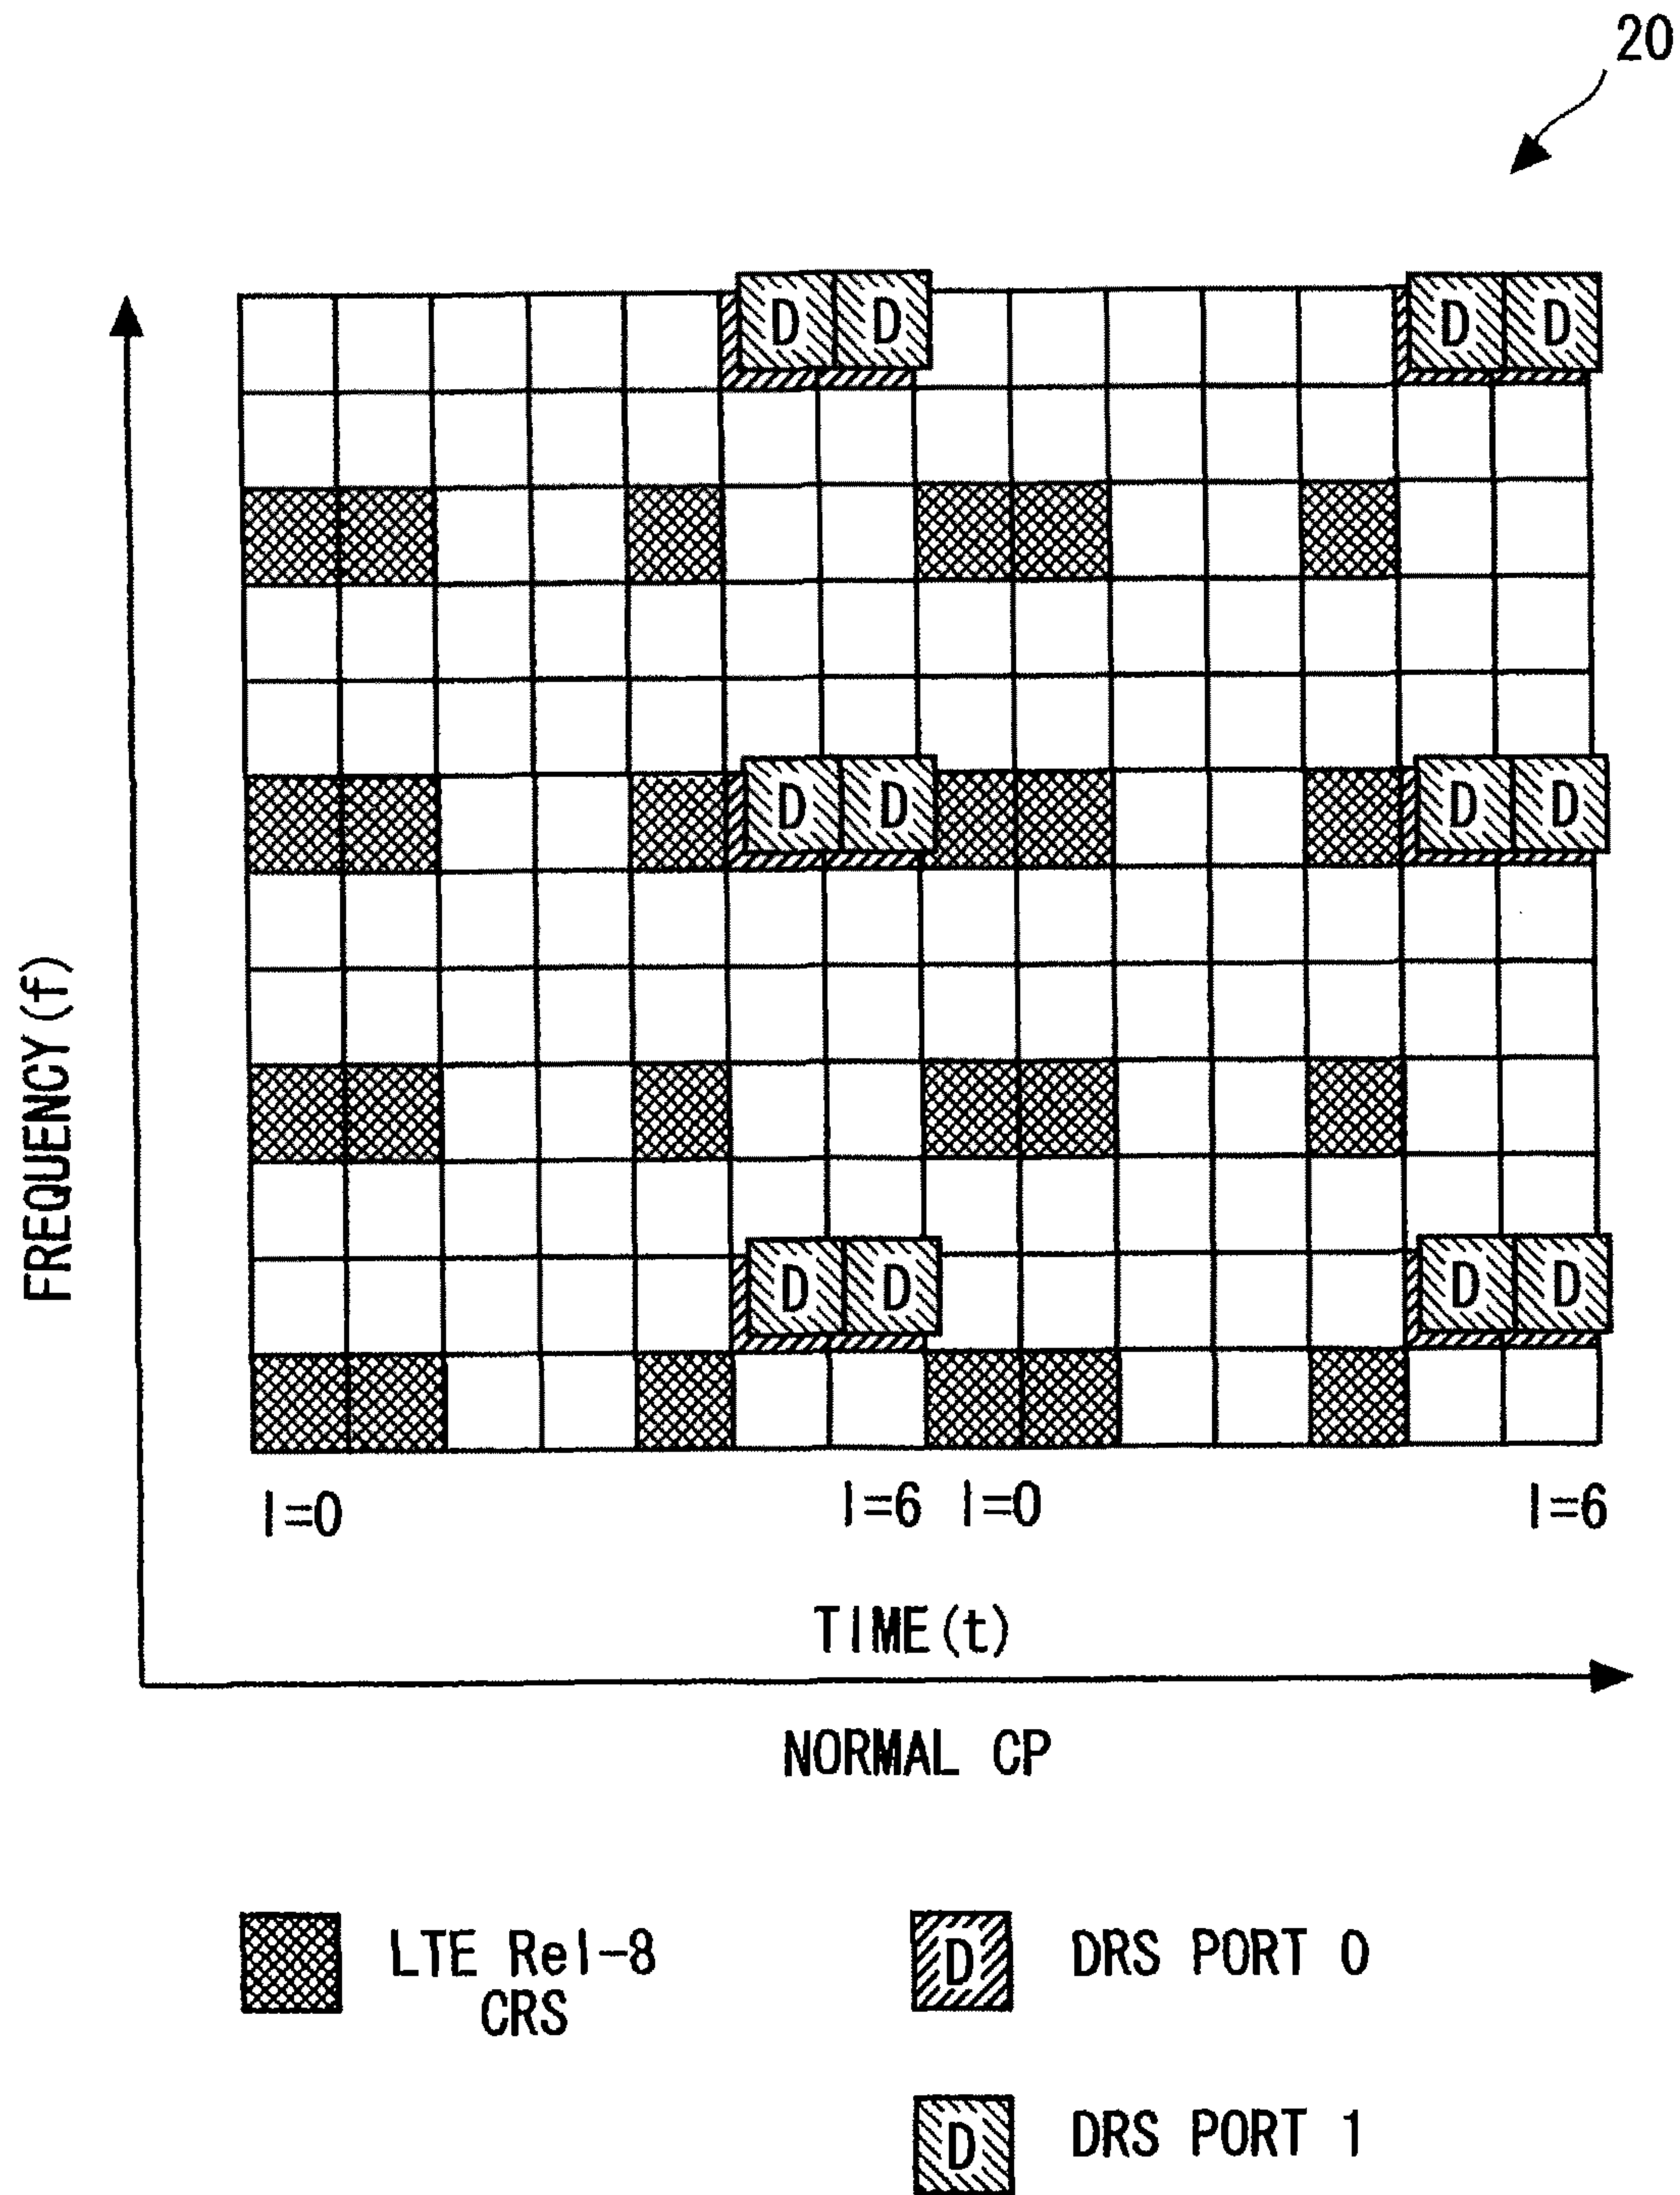 20
D D D D
D D D D
D D D D
FREQUENCY(f)
l=0 l=6 l=0 l=6
TIME(t)
NORMAL CP
LTE Rel-8
CRS
D DRS PORT 0
D DRS PORT 1